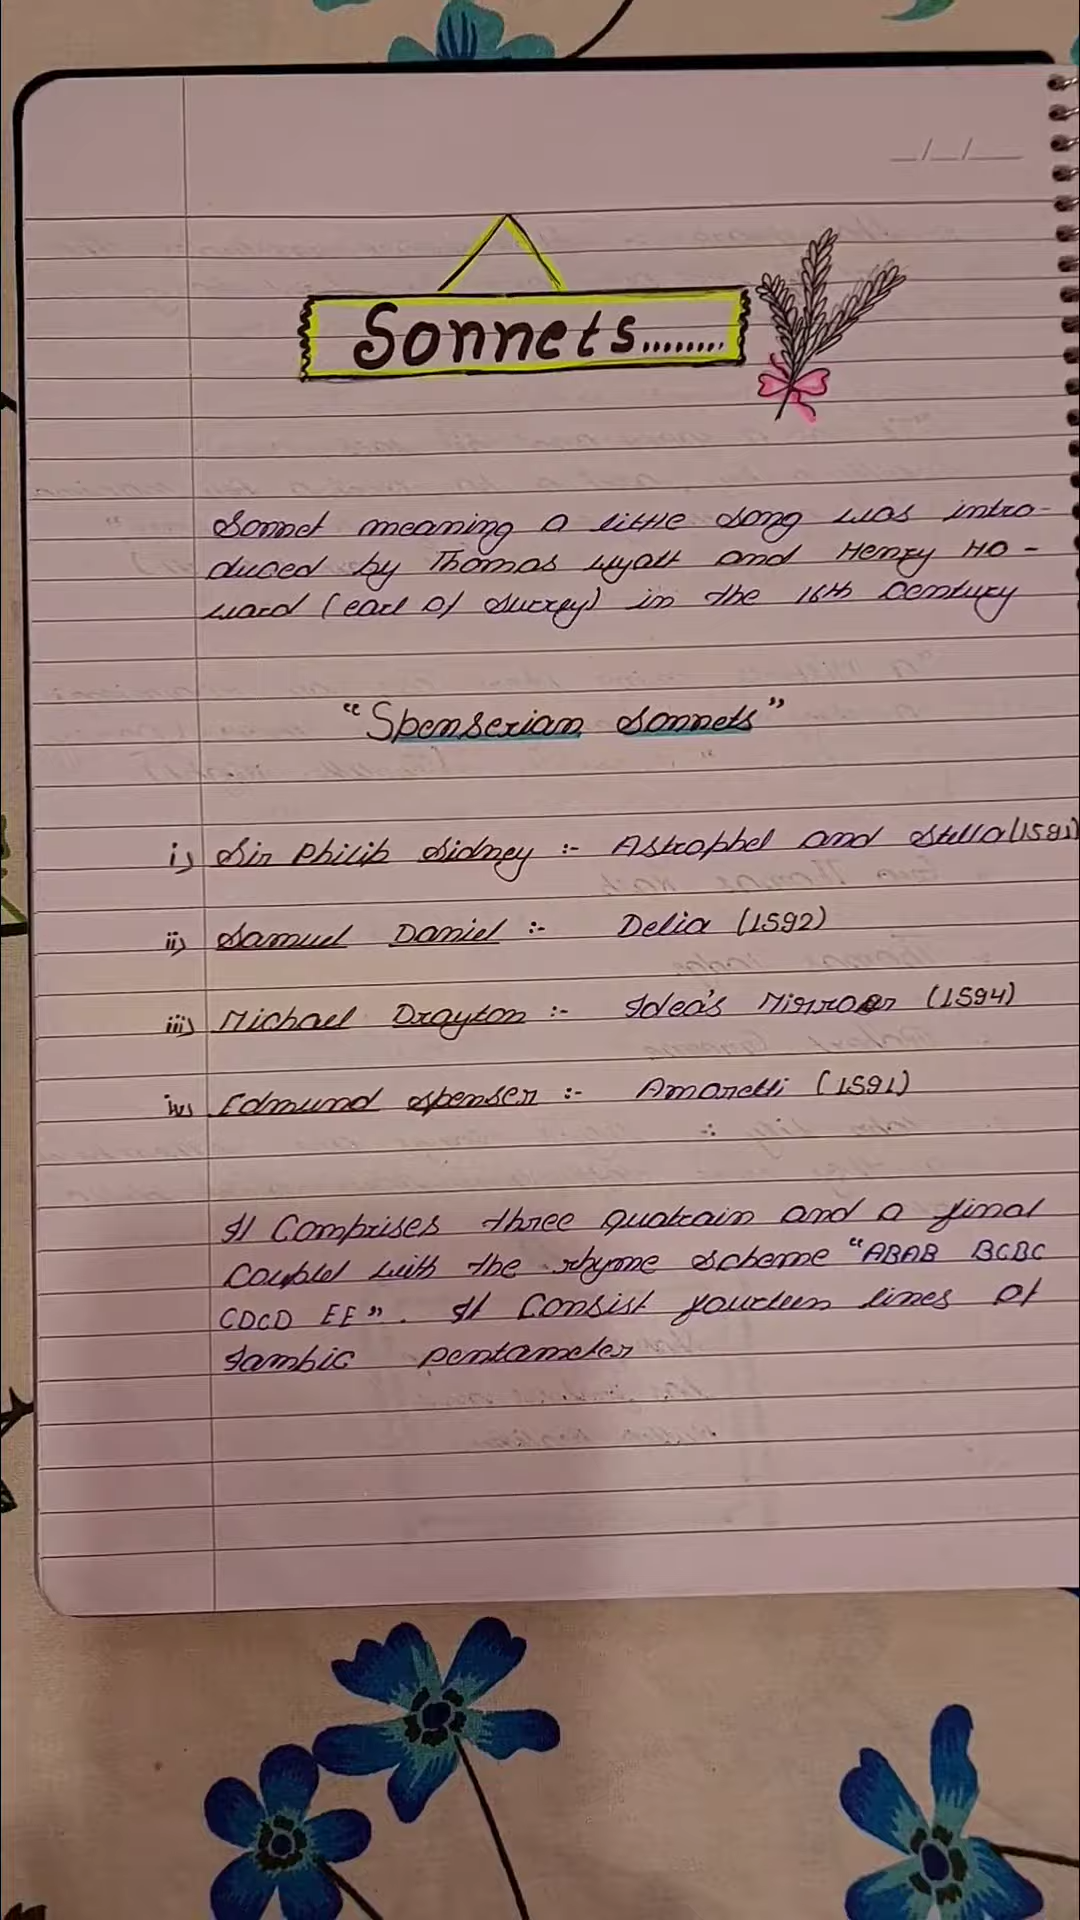 Sonnets........
Sonnet meaning a little song was intro-
duced by Thomas Wyatt and Henry Ho-
ward (earl of Surrey) in the 16th Century
"Spenserian Sonnets"
i) Sir Philip Sidney :- Astrophel and Stella (1591)
ii) Samuel Daniel :- Delia (1592)
iii) Michael Drayton :- Idea's Mirror (1594)
iv) Edmund Spenser :- Amoretti (1591)
It Comprises three quatrain and a final
Couplet with the rhyme scheme "ABAB BCBC
CDCD EE". It Consist fourteen lines of
Iambic pentameter